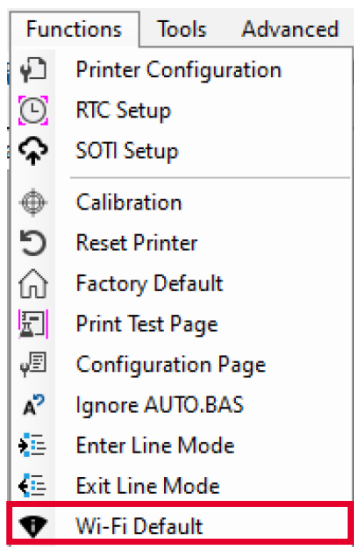 Functions Tools Advanced
Printer Configuration
RTC Setup
SOTI Setup
Calibration
Reset Printer
Factory Default
Print Test Page
Configuration Page
Ignore AUTO.BAS
Enter Line Mode
Exit Line Mode
Wi-Fi Default